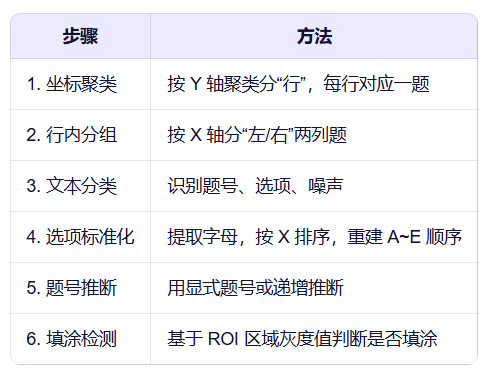 步骤 方法
1. 坐标聚类 按 Y 轴聚类分“行”，每行对应一题
2. 行内分组 按 X 轴分“左/右”两列题
3. 文本分类 识别题号、选项、噪声
4. 选项标准化 提取字母，按 X 排序，重建 A~E 顺序
5. 题号推断 用显式题号或递增推断
6. 填涂检测 基于 ROI 区域灰度值判断是否填涂